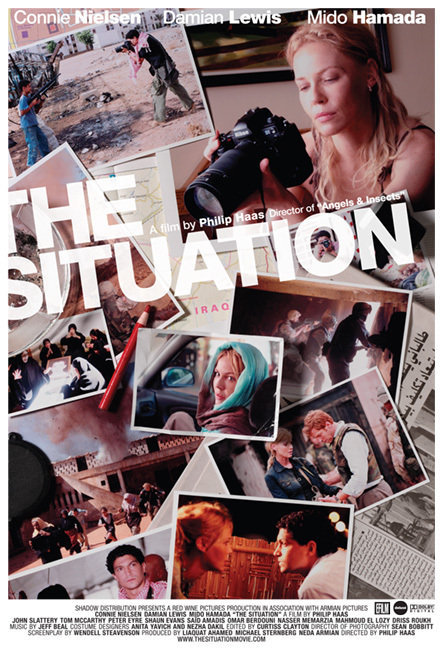 Connie Nielsen Damian Lewis Mido Hamada
THE
SITUATION
A film by Philip Haas Director of "Angels & Insects"
IRAQ
SHADOW DISTRIBUTION PRESENTS A RED WINE PICTURES PRODUCTION IN ASSOCIATION WITH ARMIAN PICTURES
CONNIE NIELSEN DAMIAN LEWIS MIDO HAMADA "THE SITUATION" A FILM BY PHILIP HAAS
JOHN SLATTERY TOM McCARTHY PETER EYRE SHAUN EVANS SAÏD AMADIS OMAR BERDOUNI NASSER MEMARZIA MAHMOUD EL LOZY DRISS ROUKH
MUSIC BY JEFF BEAL COSTUME DESIGNERS ANITA YAVICH AND NEZHA DAKIL EDITED BY CURTISS CLAYTON DIRECTOR OF PHOTOGRAPHY SEAN BOBBITT
SCREENPLAY BY WENDELL STEAVENSON PRODUCED BY LIAQUAT AHAMED MICHAEL STERNBERG NEDA ARMIAN DIRECTED BY PHILIP HAAS
WWW.THESITUATIONMOVIE.COM